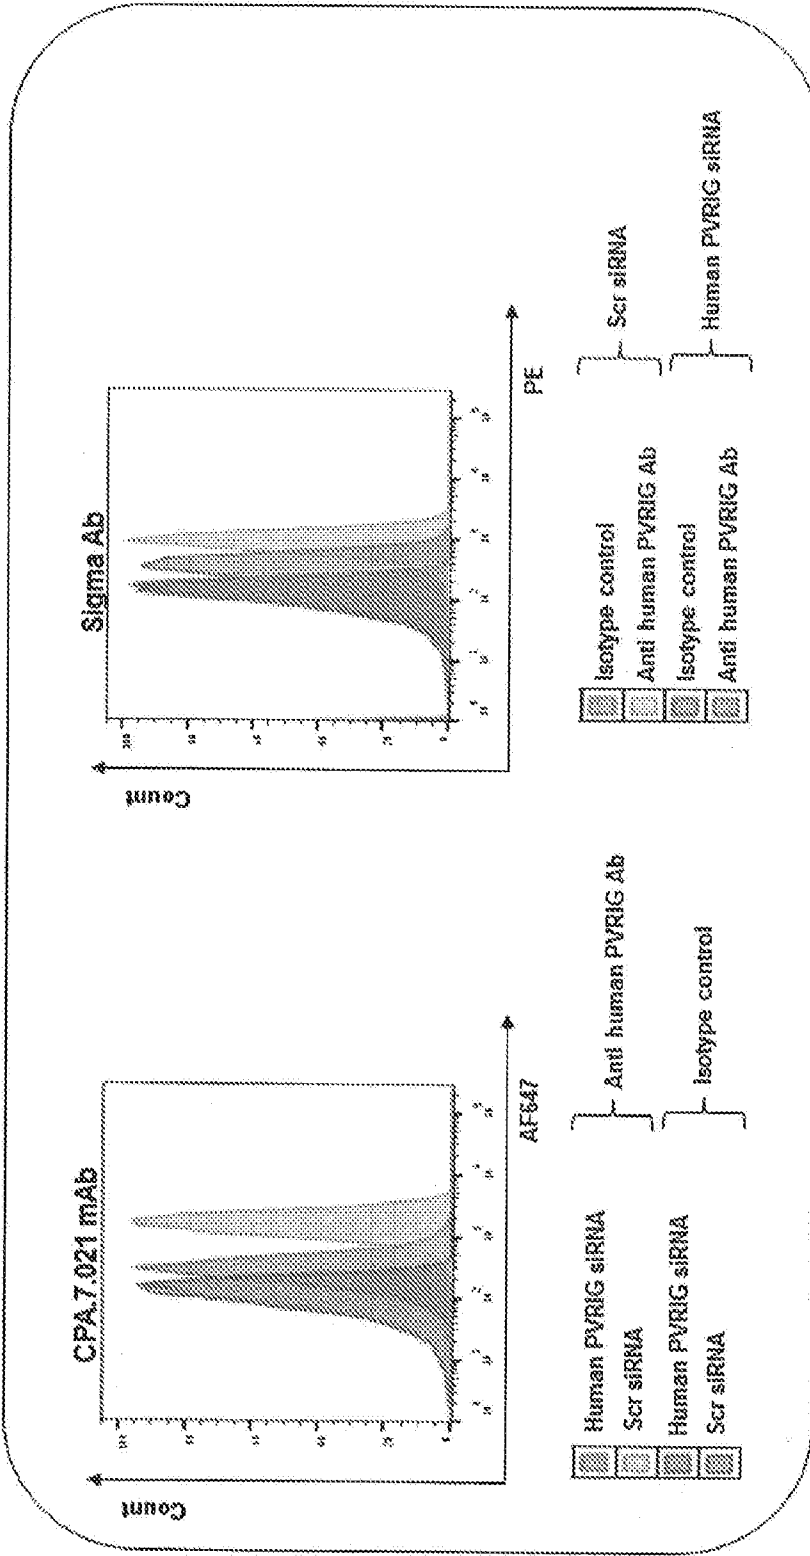 CPA.7.021 mAb
Count
AF647
Human PVRIG siRNA
Scr siRNA
Anti human PVRIG Ab
Human PVRIG siRNA
Scr siRNA
Isotype control
Sigma Ab
Count
PE
Isotype control
Anti human PVRIG Ab
Scr siRNA
Isotype control
Anti human PVRIG Ab
Human PVRIG siRNA